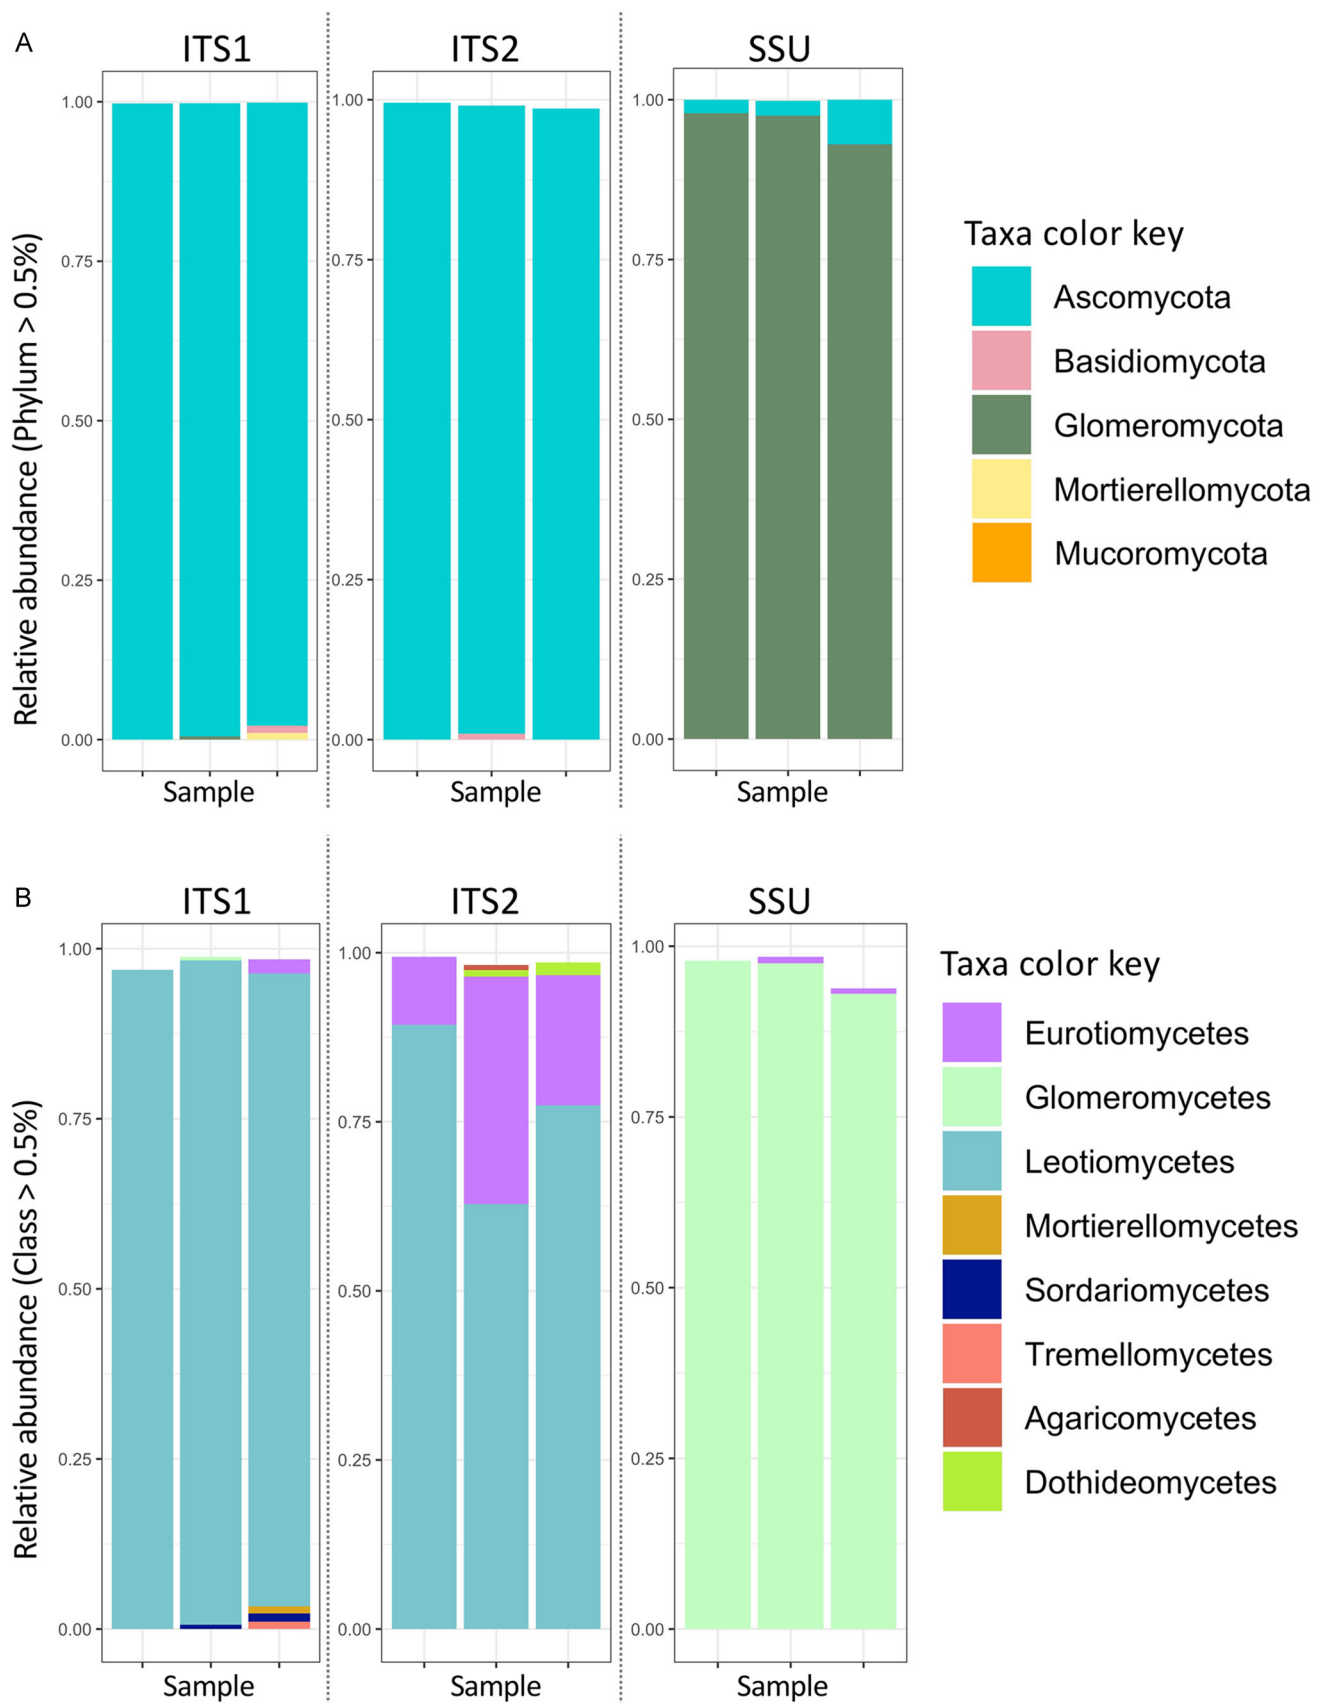 A
ITS1
ITS2
SSU
Relative abundance (Phylum > 0.5%)
1.00
0.75
0.50
0.25
0.00
Sample
1.00
0.75
0.50
0.25
0.00
Sample
1.00
0.75
0.50
0.25
0.00
Sample
Taxa color key
Ascomycota
Basidiomycota
Glomeromycota
Mortierellomycota
Mucoromycota
B
ITS1
ITS2
SSU
Relative abundance (Class > 0.5%)
1.00
0.75
0.50
0.25
0.00
Sample
1.00
0.75
0.50
0.25
0.00
Sample
1.00
0.75
0.50
0.25
0.00
Sample
Taxa color key
Eurotiomycetes
Glomeromycetes
Leotiomycetes
Mortierellomycetes
Sordariomycetes
Tremellomycetes
Agaricomycetes
Dothideomycetes